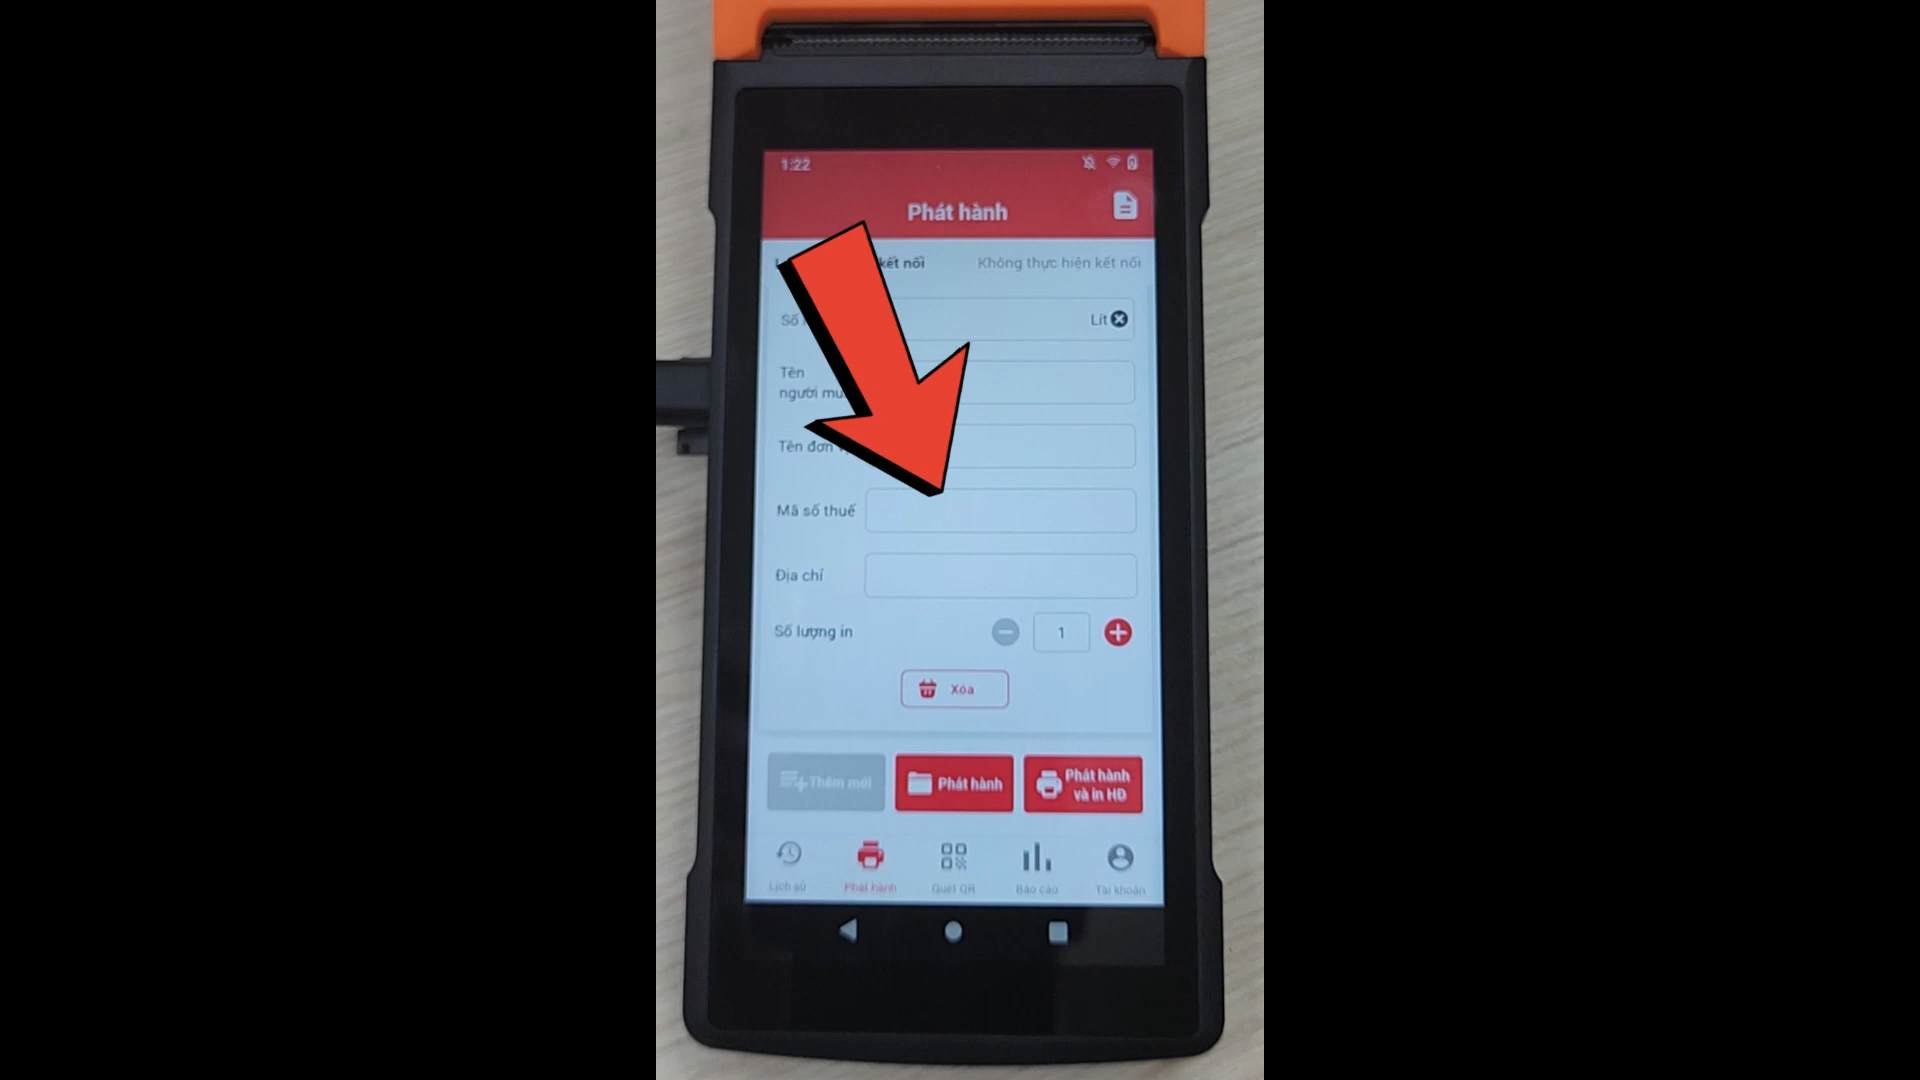 1:22
Phát hành
kết nối Không thực hiện kết nối
Số Lít
Tên
người mu
Tên đơn
Mã số thuế
Địa chỉ
Số lượng in 1
Xóa
Thêm mới Phát hành Phát hành
và in HĐ
Lịch sử Phát hành Quét QR Báo cáo Tài khoản